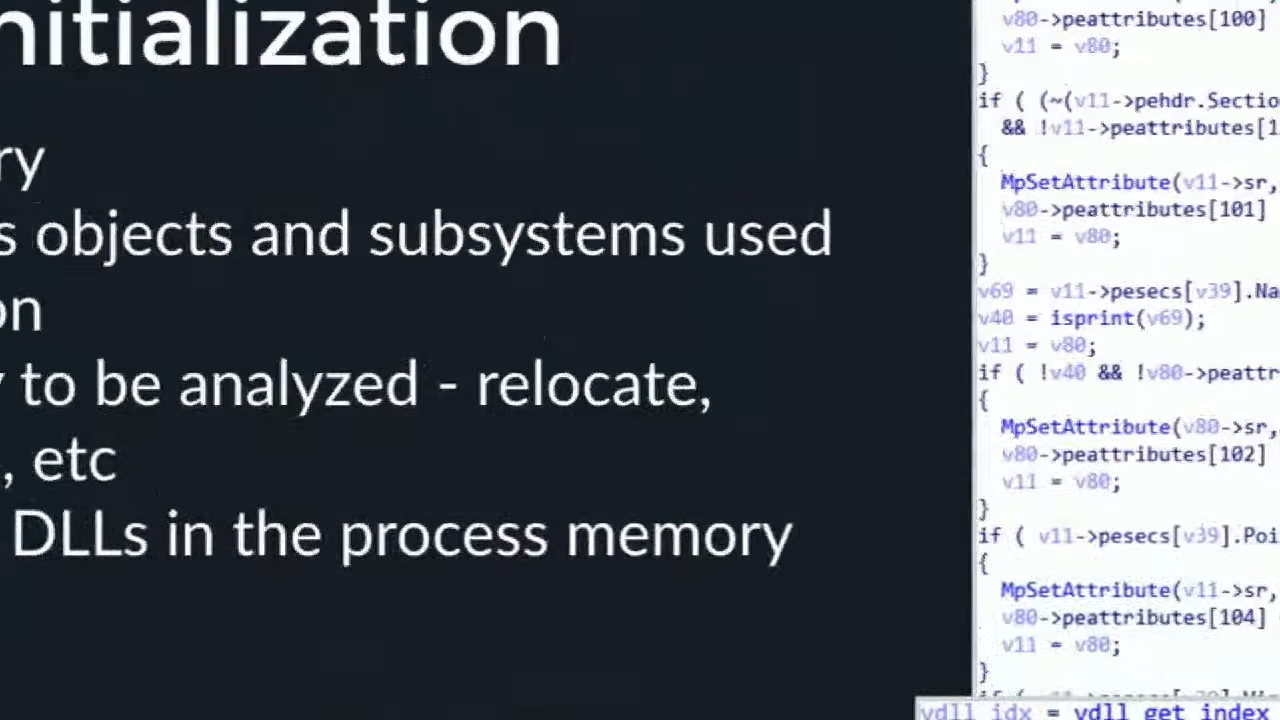 nitialization
ry
s objects and subsystems used
on
y to be analyzed - relocate,
, etc
DLLs in the process memory
v80->peattributes[100]
v11 = v80;
}
if ( (~(v11->pehdr.Sectio
&& !v11->peattributes[1
{
MpSetAttribute(v11->sr,
v80->peattributes[101]
v11 = v80;
}
v69 = v11->pesecs[v39].Na
v40 = isprint(v69);
v11 = v80;
if ( !v40 && !v80->peattr
{
MpSetAttribute(v80->sr,
v80->peattributes[102]
v11 = v80;
}
if ( v11->pesecs[v39].Poi
{
MpSetAttribute(v11->sr,
v80->peattributes[104]
v11 = v80;
}
vdll_idx = vdll_get_index